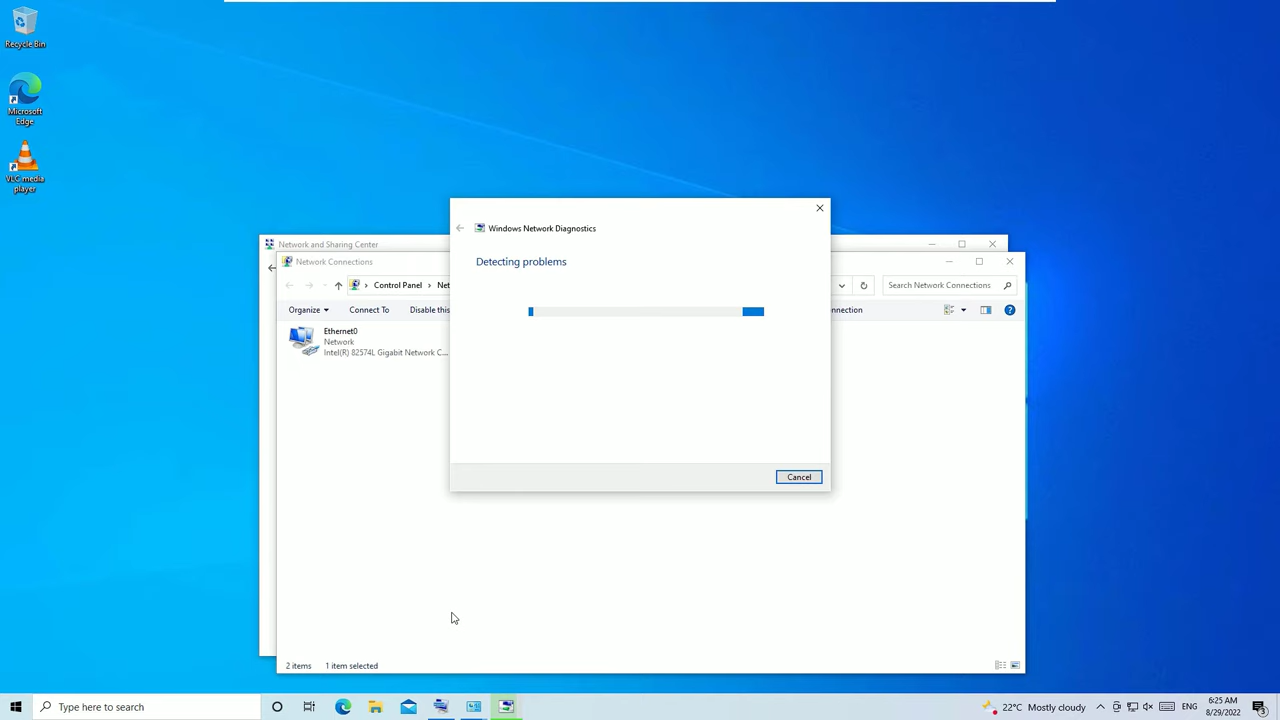 Recycle Bin
Microsoft
Edge
VLC media
player
Windows Network Diagnostics
Detecting problems
Cancel
Network and Sharing Center
Network Connections
Control Panel
Search Network Connections
Organize
Connect To
Disable this
Ethernet0
Network
Intel(R) 82574L Gigabit Network C...
2 items
1 item selected
Type here to search
22°C Mostly cloudy
ENG
6:25 AM
8/29/2022